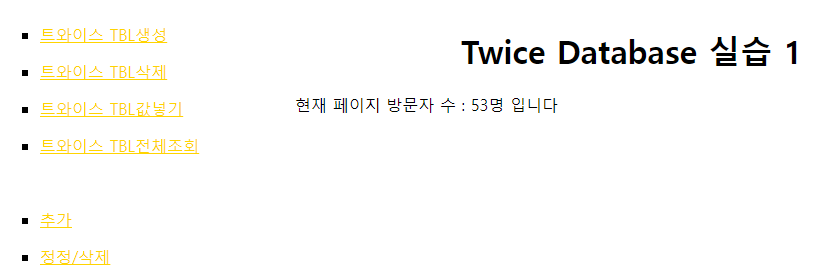 트와이스 TBL생성
트와이스 TBL삭제
트와이스 TBL값넣기
트와이스 TBL전체조회
추가
정정/삭제
Twice Database 실습 1
현재 페이지 방문자 수 : 53명 입니다